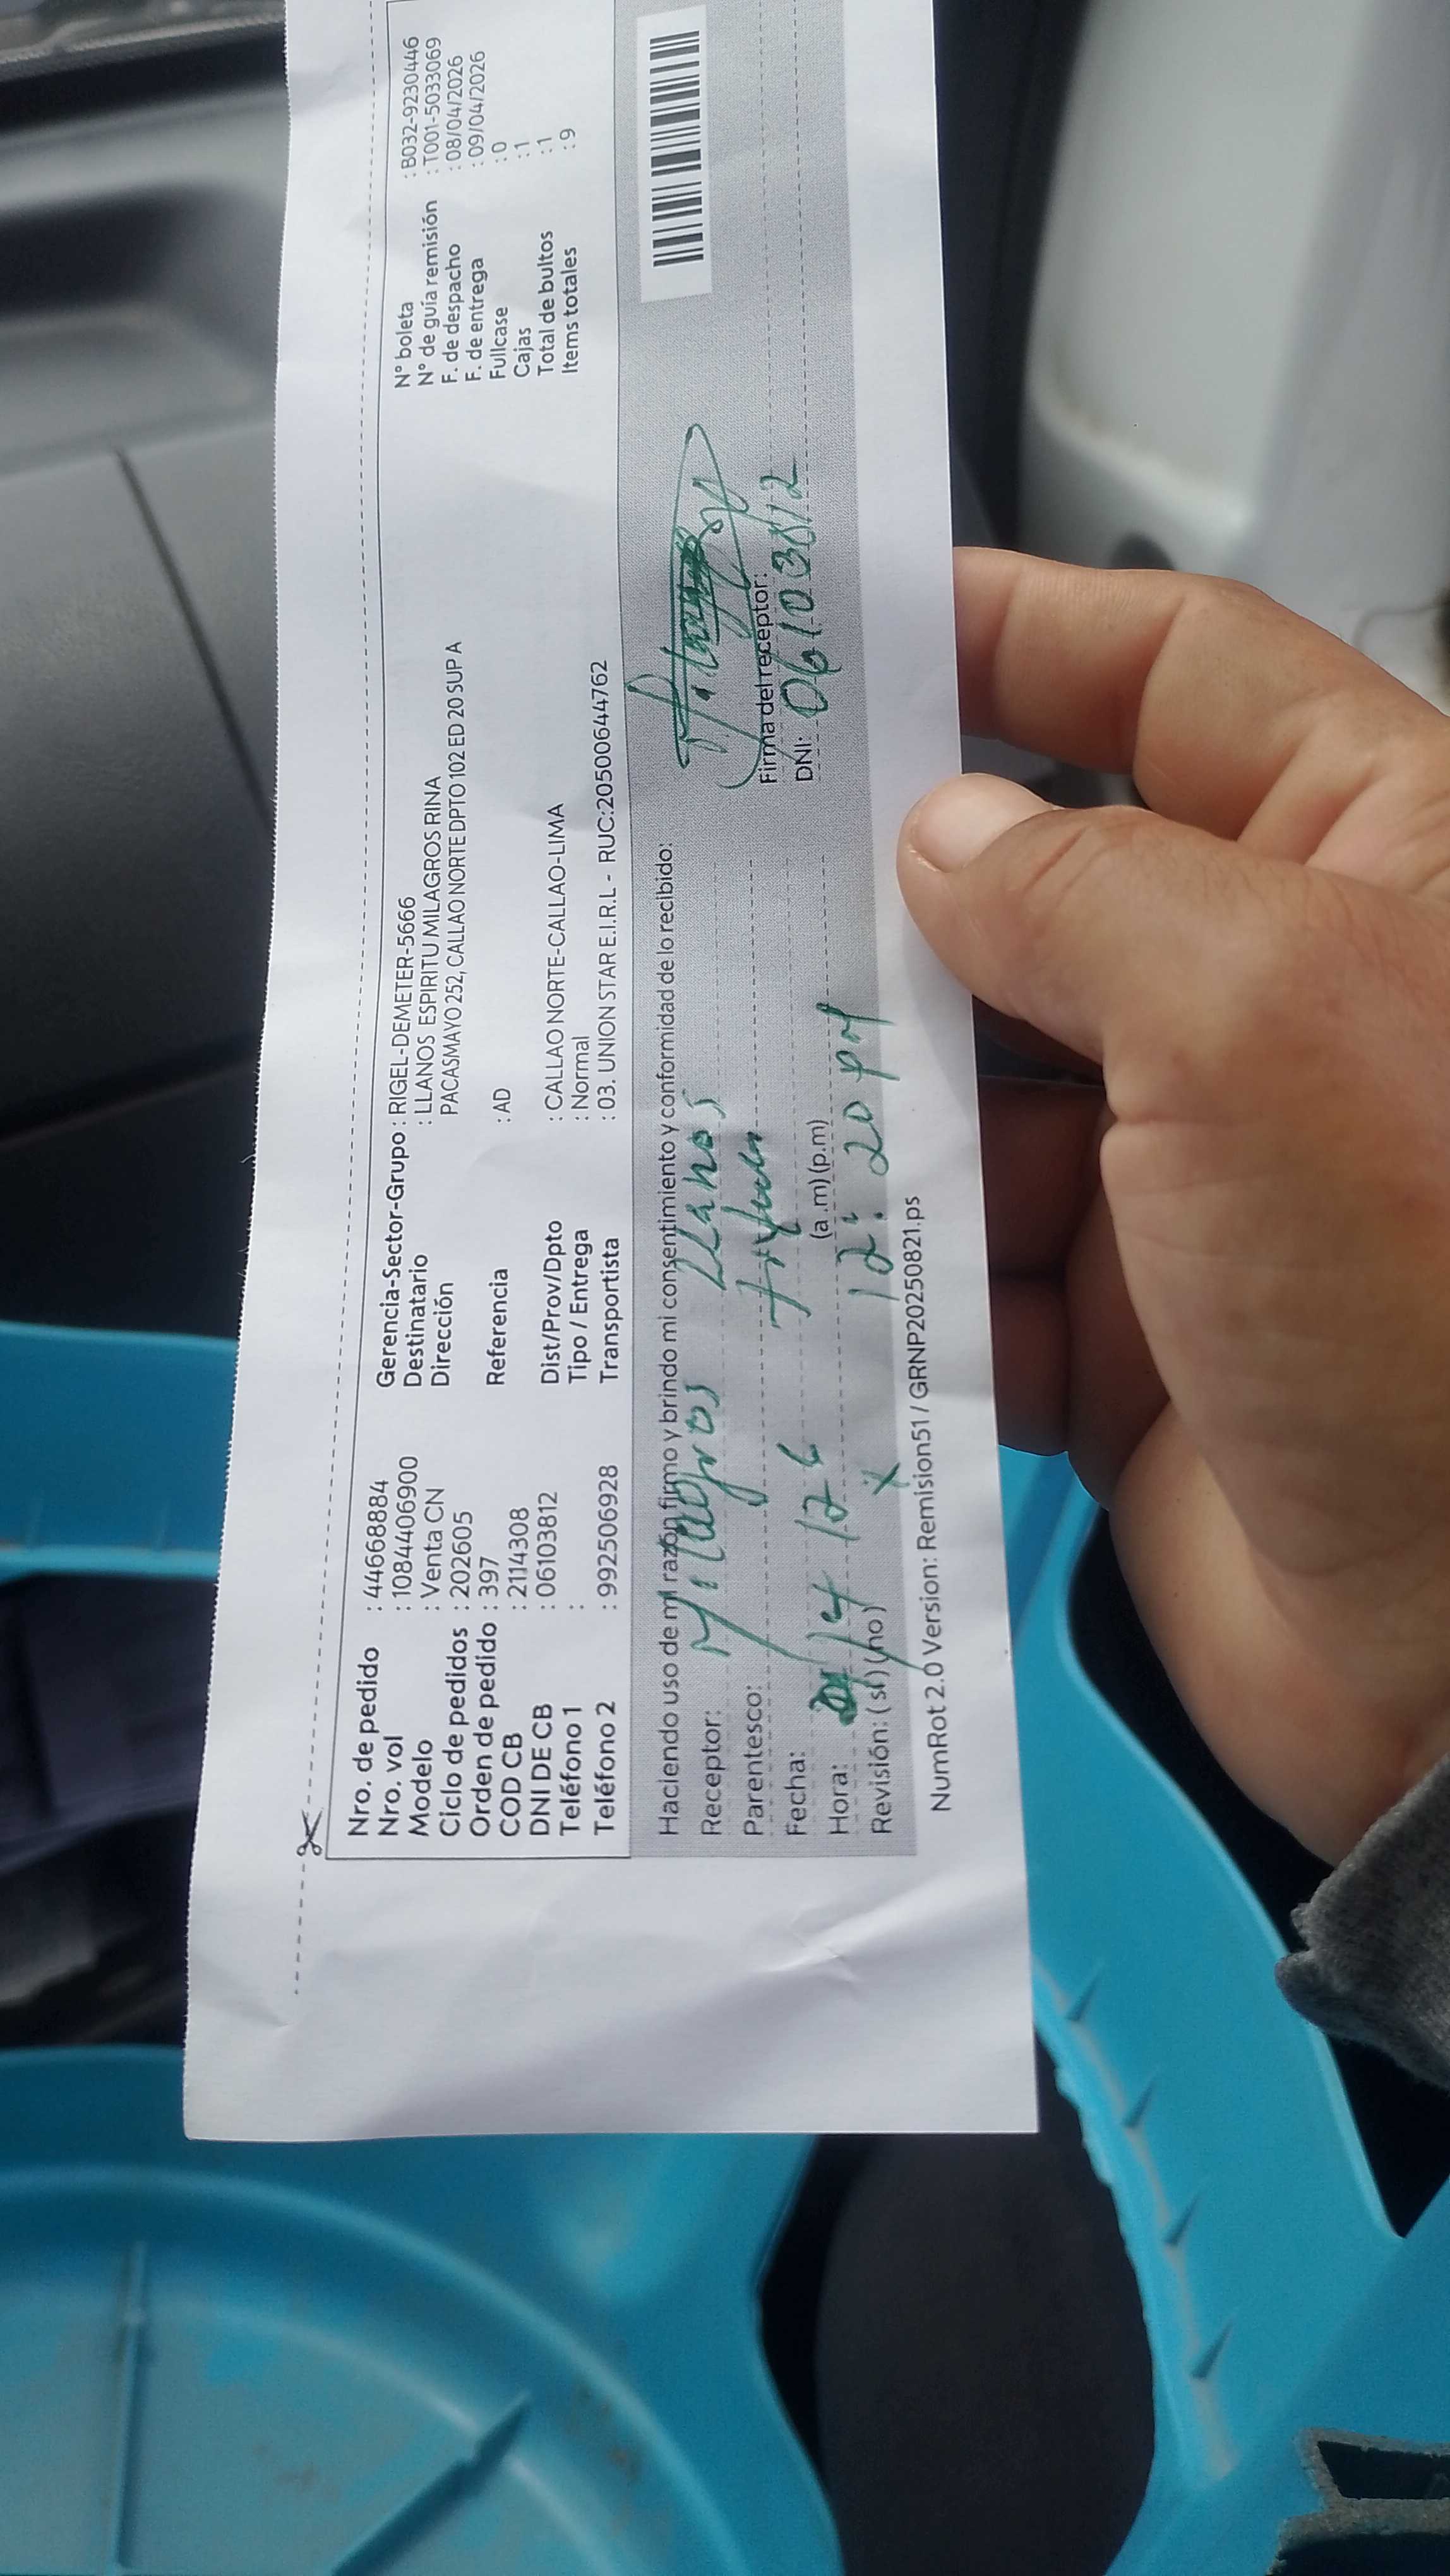 Nro. de pedido : 44668884
Nro. vol : 1084406900
Modelo : Venta CN
Ciclo de pedidos : 202605
Orden de pedido : 397
COD CB : 2114308
DNI DE CB : 06103812
Teléfono 1 :
Teléfono 2 : 992506928
Gerencia-Sector-Grupo : RIGEL-DEMETER-5666
Destinatario : LLANOS ESPIRITU MILAGROS RINA
Dirección PACASMAYO 252, CALLAO NORTE DPTO 102 ED 20 SUP A
Referencia : AD
Dist/Prov/Dpto : CALLAO NORTE-CALLAO-LIMA
Tipo / Entrega : Normal
Transportista : 03. UNION STAR E.I.R.L - RUC:20500644762
N° boleta : B032-9230446
N° de guía remisión : T001-5033069
F. de despacho : 08/04/2026
F. de entrega : 09/04/2026
Fullcase : 0
Cajas : 1
Total de bultos : 1
Items totales : 9
Haciendo uso de mi razón firmo y brindo mi consentimiento y conformidad de lo recibido:
Receptor: Milagros Llanos
Parentesco:
Fecha: /4/26
Hora: (a.m) (p.m) 12:20 PM
Revisión: (si) (no) x
Firma del receptor:
DNI: 06103812
NumRot 2.0 Version: Remision51 / GRNP20250821.ps